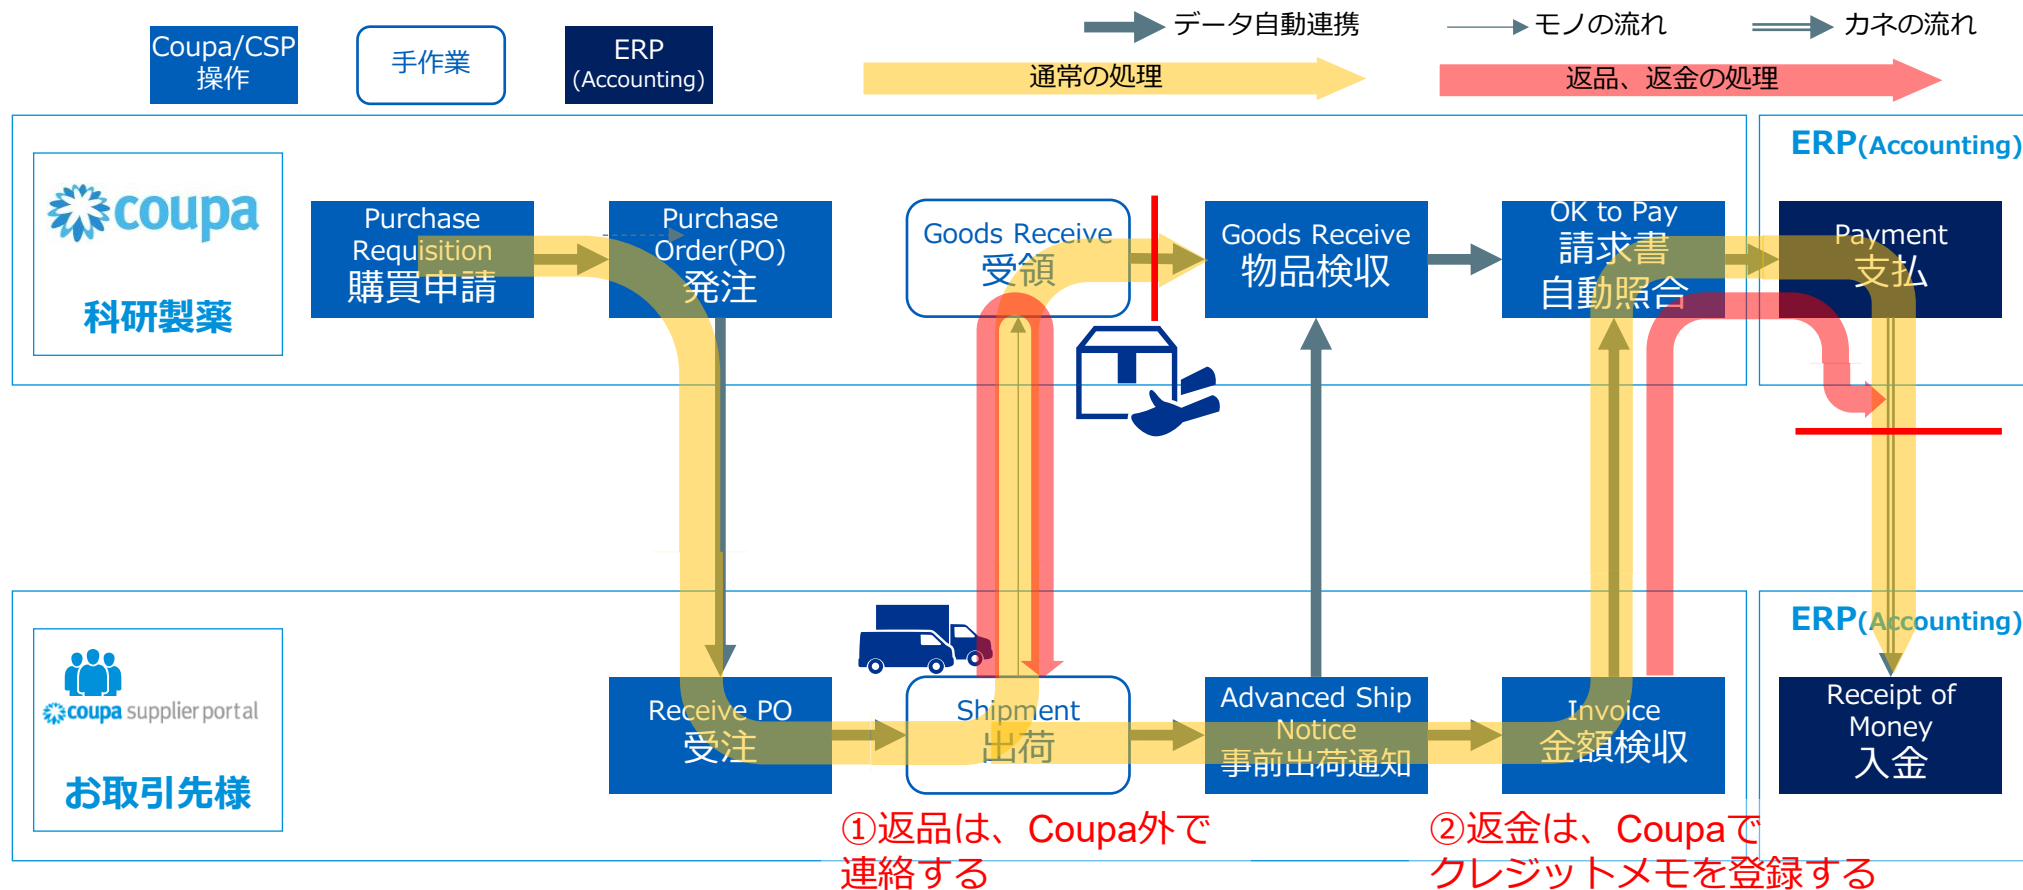 Coupa/CSP
操作
手作業
ERP
(Accounting)
データ自動連携
モノの流れ
カネの流れ
通常の処理
返品、返金の処理
coupa
科研製薬
Purchase
Requisition
購買申請
Purchase
Order(PO)
発注
Goods Receive
受領
Goods Receive
物品検収
OK to Pay
請求書
自動照合
ERP(Accounting)
Payment
支払
coupa supplier portal
お取引先様
Receive PO
受注
Shipment
出荷
Advanced Ship
Notice
事前出荷通知
Invoice
金額検収
ERP(Accounting)
Receipt of
Money
入金
①返品は、Coupa外で
連絡する
②返金は、Coupaで
クレジットメモを登録する